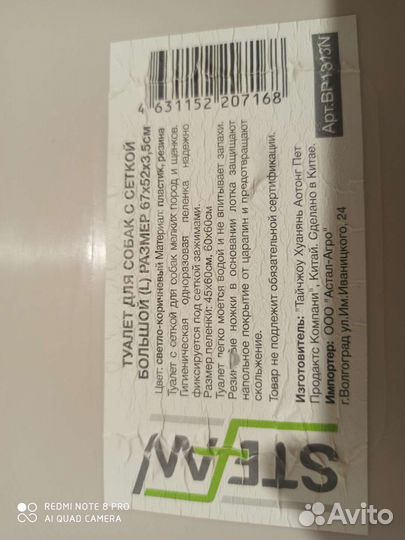 4 631152 207168
Арт.BP1313N
ТУАЛЕТ ДЛЯ СОБАК С СЕТКОЙ
БОЛЬШОЙ (L) РАЗМЕР 67х52х3,5см
Цвет: светло-коричневый Материал: пластик, резина
Туалет с сеткой для собак мелких пород и щенков.
Гигиеническая одноразовая пеленка надежно
фиксируется под сеткой зажимами.
Размер пеленки: 45х60см, 60х60см
Туалет легко моется водой и не впитывает запахи.
Резиновые ножки в основании лотка защищают
напольное покрытие от царапин и предотвращают
скольжение.
Товар не подлежит обязательной сертификации.
Изготовитель: "Тайчжоу Хуанянь Аотонг Пет
Продактс Компани", Китай. Сделано в Китае.
Импортер: ООО "Астал-Агро"
г.Волгоград ул.Им.Иваницкого, 24
STEFAN
REDMI NOTE 8 PRO
AI QUAD CAMERA
Avito